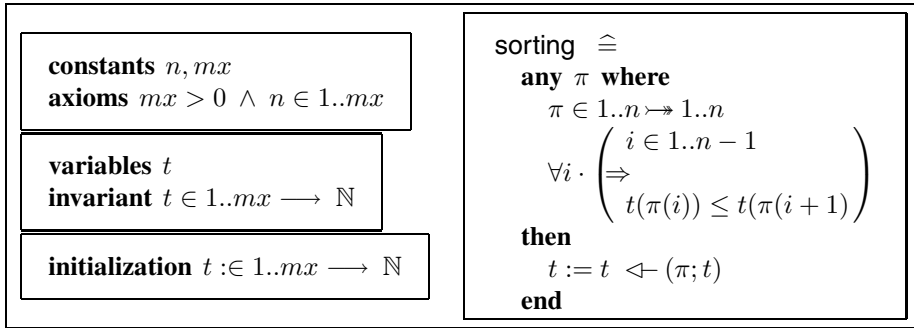 constants n, mx
axioms mx > 0 ∧ n ∈ 1..mx
variables t
invariant t ∈ 1..mx ⟶ ℕ
initialization t :∈ 1..mx ⟶ ℕ
sorting ≙
any π where
π ∈ 1..n ⤖ 1..n
i ∈ 1..n − 1
∀i · ( ⇒ )
t(π(i)) ≤ t(π(i + 1)
then
t := t <+ (π; t)
end